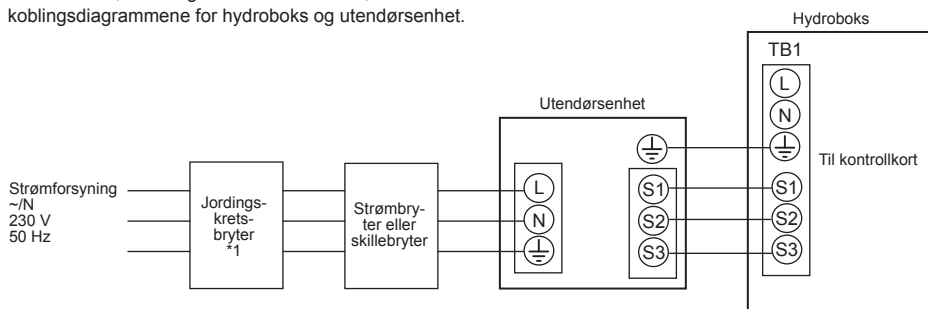 koblingsdiagrammene for hydroboks og utendørsenhet.
Hydroboks
TB1
L
N
Til kontrollkort
S1
S2
S3
Utendørsenhet
L
N
S1
S2
S3
Strømforsyning
~/N
230 V
50 Hz
Jordings-
krets-
bryter
*1
Strømbry-
ter eller
skillebryter